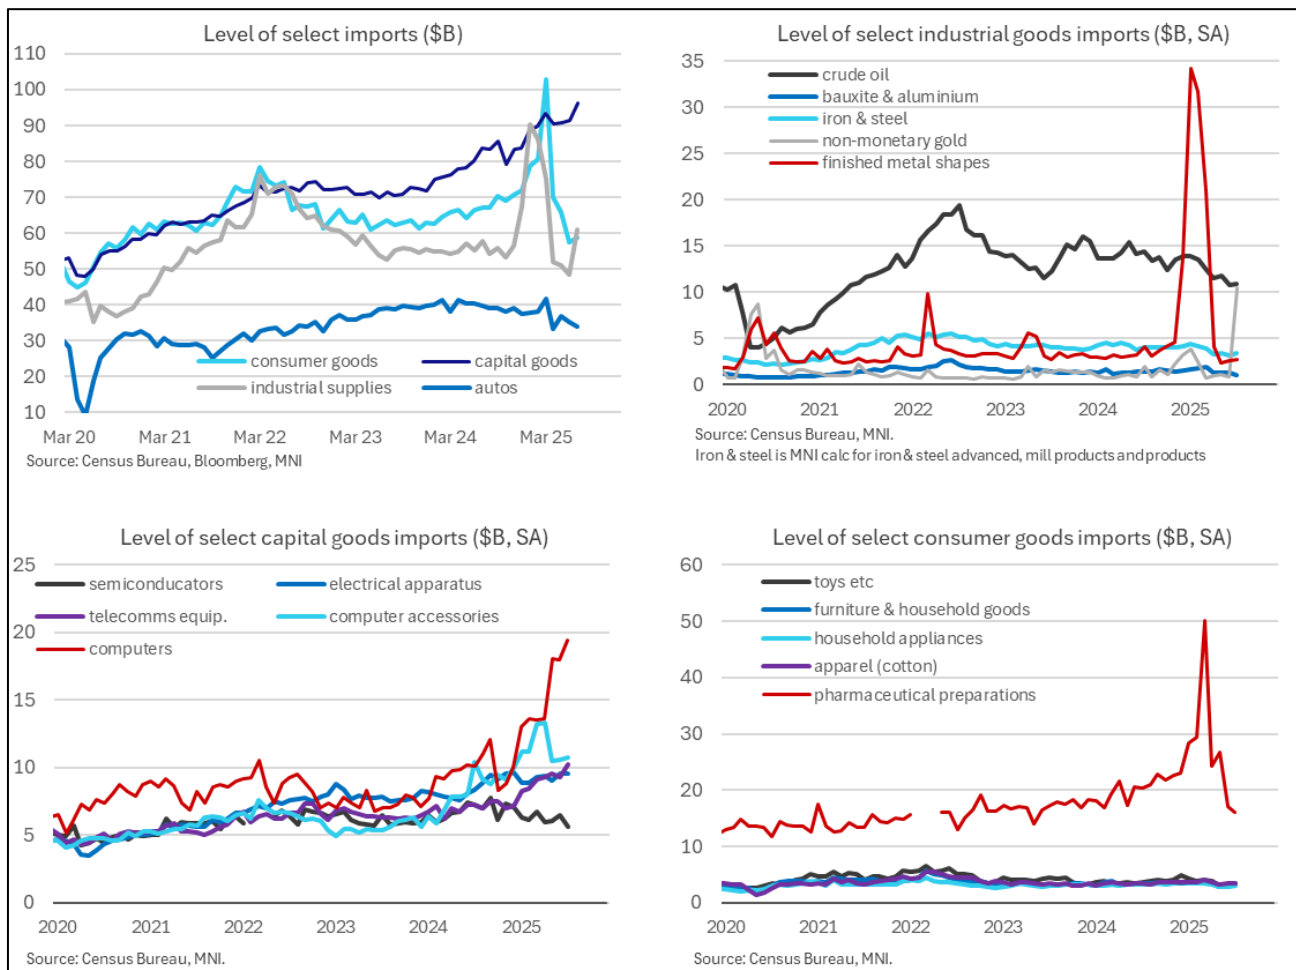 Level of select imports ($B)
110
100
90
80
70
60
50
40
30
20
10
consumer goods
capital goods
industrial supplies
autos
Mar 20
Mar 21
Mar 22
Mar 23
Mar 24
Mar 25
Source: Census Bureau, Bloomberg, MNI
Level of select industrial goods imports ($B, SA)
35
30
25
20
15
10
5
0
crude oil
bauxite & aluminium
iron & steel
non-monetary gold
finished metal shapes
2020
2021
2022
2023
2024
2025
Source: Census Bureau, MNI.
Iron & steel is MNI calc for iron & steel advanced, mill products and products
Level of select capital goods imports ($B, SA)
25
20
15
10
5
0
semiconducators
electrical apparatus
telecomms equip.
computer accessories
computers
2020
2021
2022
2023
2024
2025
Source: Census Bureau, MNI.
Level of select consumer goods imports ($B, SA)
60
50
40
30
20
10
0
toys etc
furniture & household goods
household appliances
apparel (cotton)
pharmaceutical preparations
2020
2021
2022
2023
2024
2025
Source: Census Bureau, MNI.